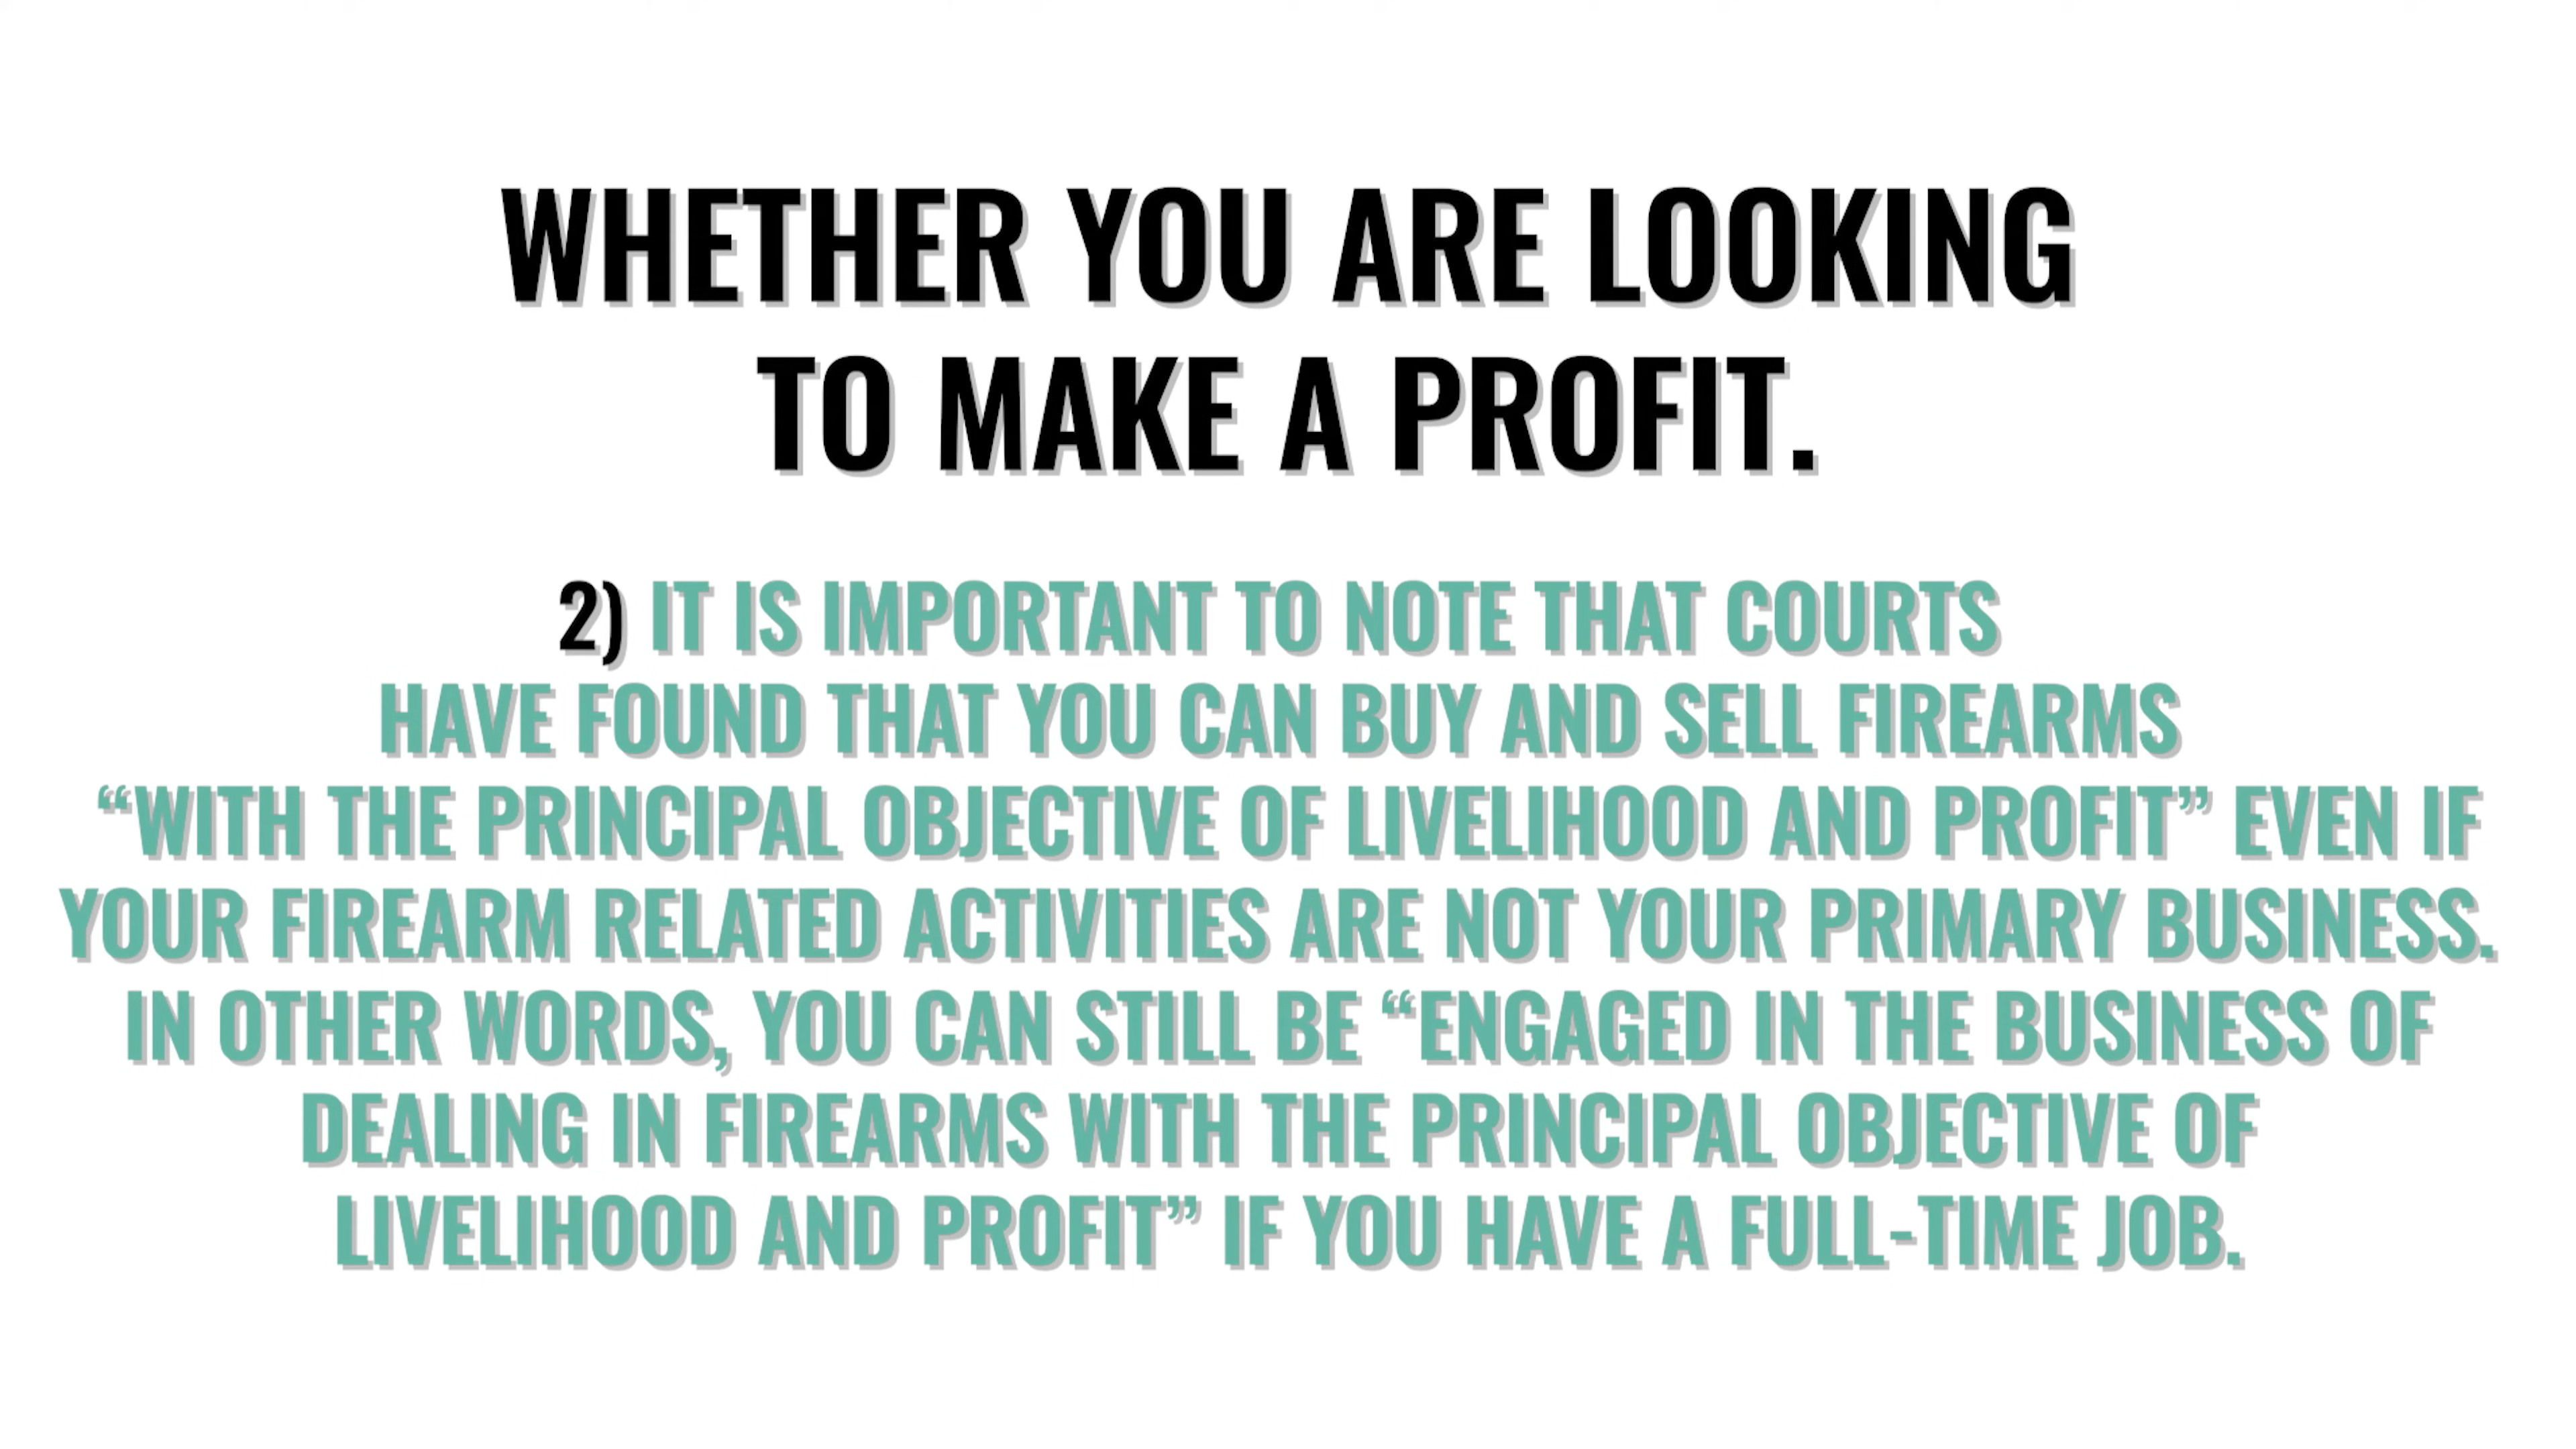 WHETHER YOU ARE LOOKING
TO MAKE A PROFIT.
2) IT IS IMPORTANT TO NOTE THAT COURTS
HAVE FOUND THAT YOU CAN BUY AND SELL FIREARMS
“WITH THE PRINCIPAL OBJECTIVE OF LIVELIHOOD AND PROFIT” EVEN IF
YOUR FIREARM RELATED ACTIVITIES ARE NOT YOUR PRIMARY BUSINESS.
IN OTHER WORDS, YOU CAN STILL BE “ENGAGED IN THE BUSINESS OF
DEALING IN FIREARMS WITH THE PRINCIPAL OBJECTIVE OF
LIVELIHOOD AND PROFIT” IF YOU HAVE A FULL-TIME JOB.